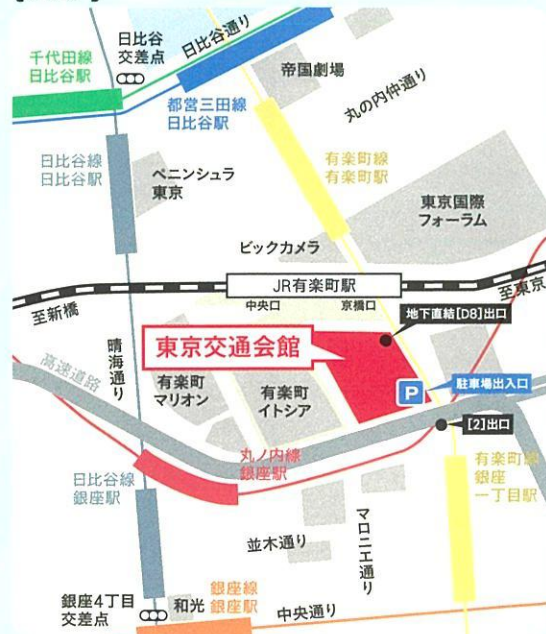 千代田線
日比谷駅
日比谷
交差点
日比谷通り
帝国劇場
丸の内仲通り
都営三田線
日比谷駅
日比谷線
日比谷駅
ペニンシュラ
東京
有楽町線
有楽町駅
東京国際
フォーラム
ビックカメラ
JR有楽町駅
至新橋
中央口
京橋口
至東京
地下直結[D8]出口
東京交通会館
晴海通り
高速道路
有楽町
マリオン
有楽町
イトシア
P
駐車場出入口
[2]出口
丸ノ内線
銀座駅
日比谷線
銀座駅
有楽町線
銀座
一丁目駅
並木通り
マロニエ通り
銀座4丁目
交差点
和光
銀座線
銀座駅
中央通り